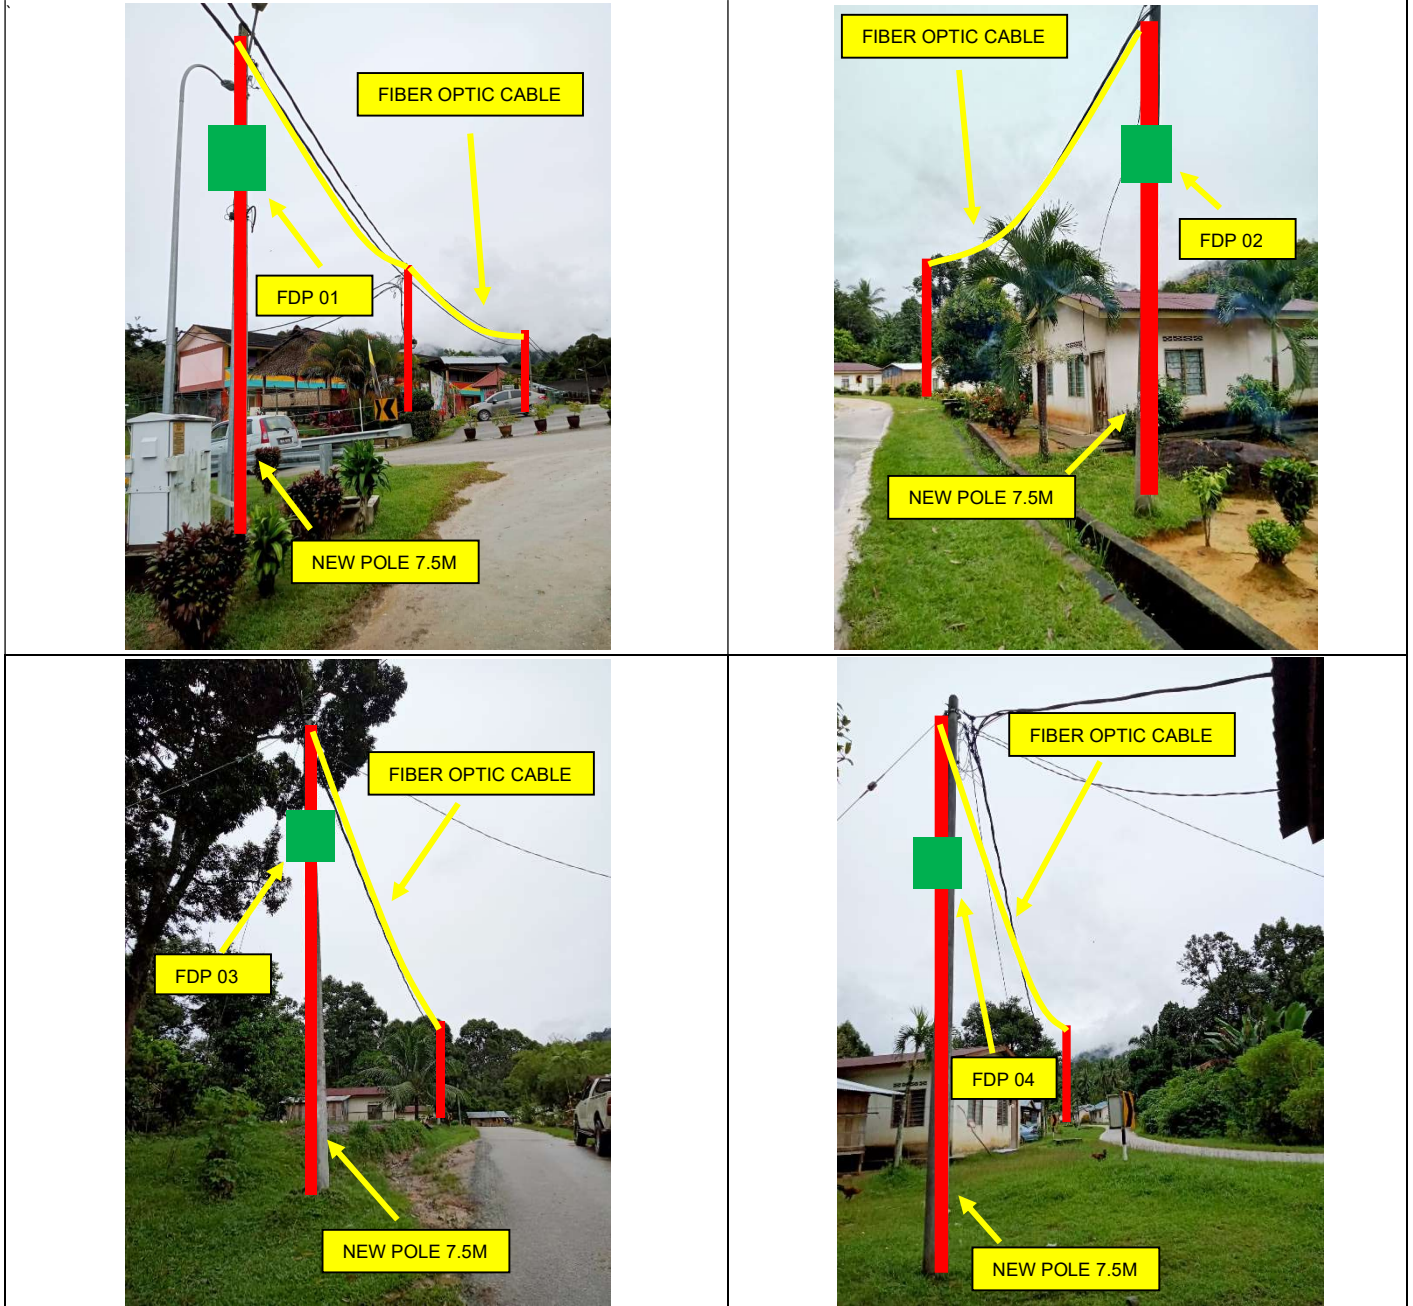 `
FIBER OPTIC CABLE
FDP 01
NEW POLE 7.5M
FIBER OPTIC CABLE
FDP 02
NEW POLE 7.5M
FIBER OPTIC CABLE
FDP 03
NEW POLE 7.5M
FIBER OPTIC CABLE
FDP 04
NEW POLE 7.5M